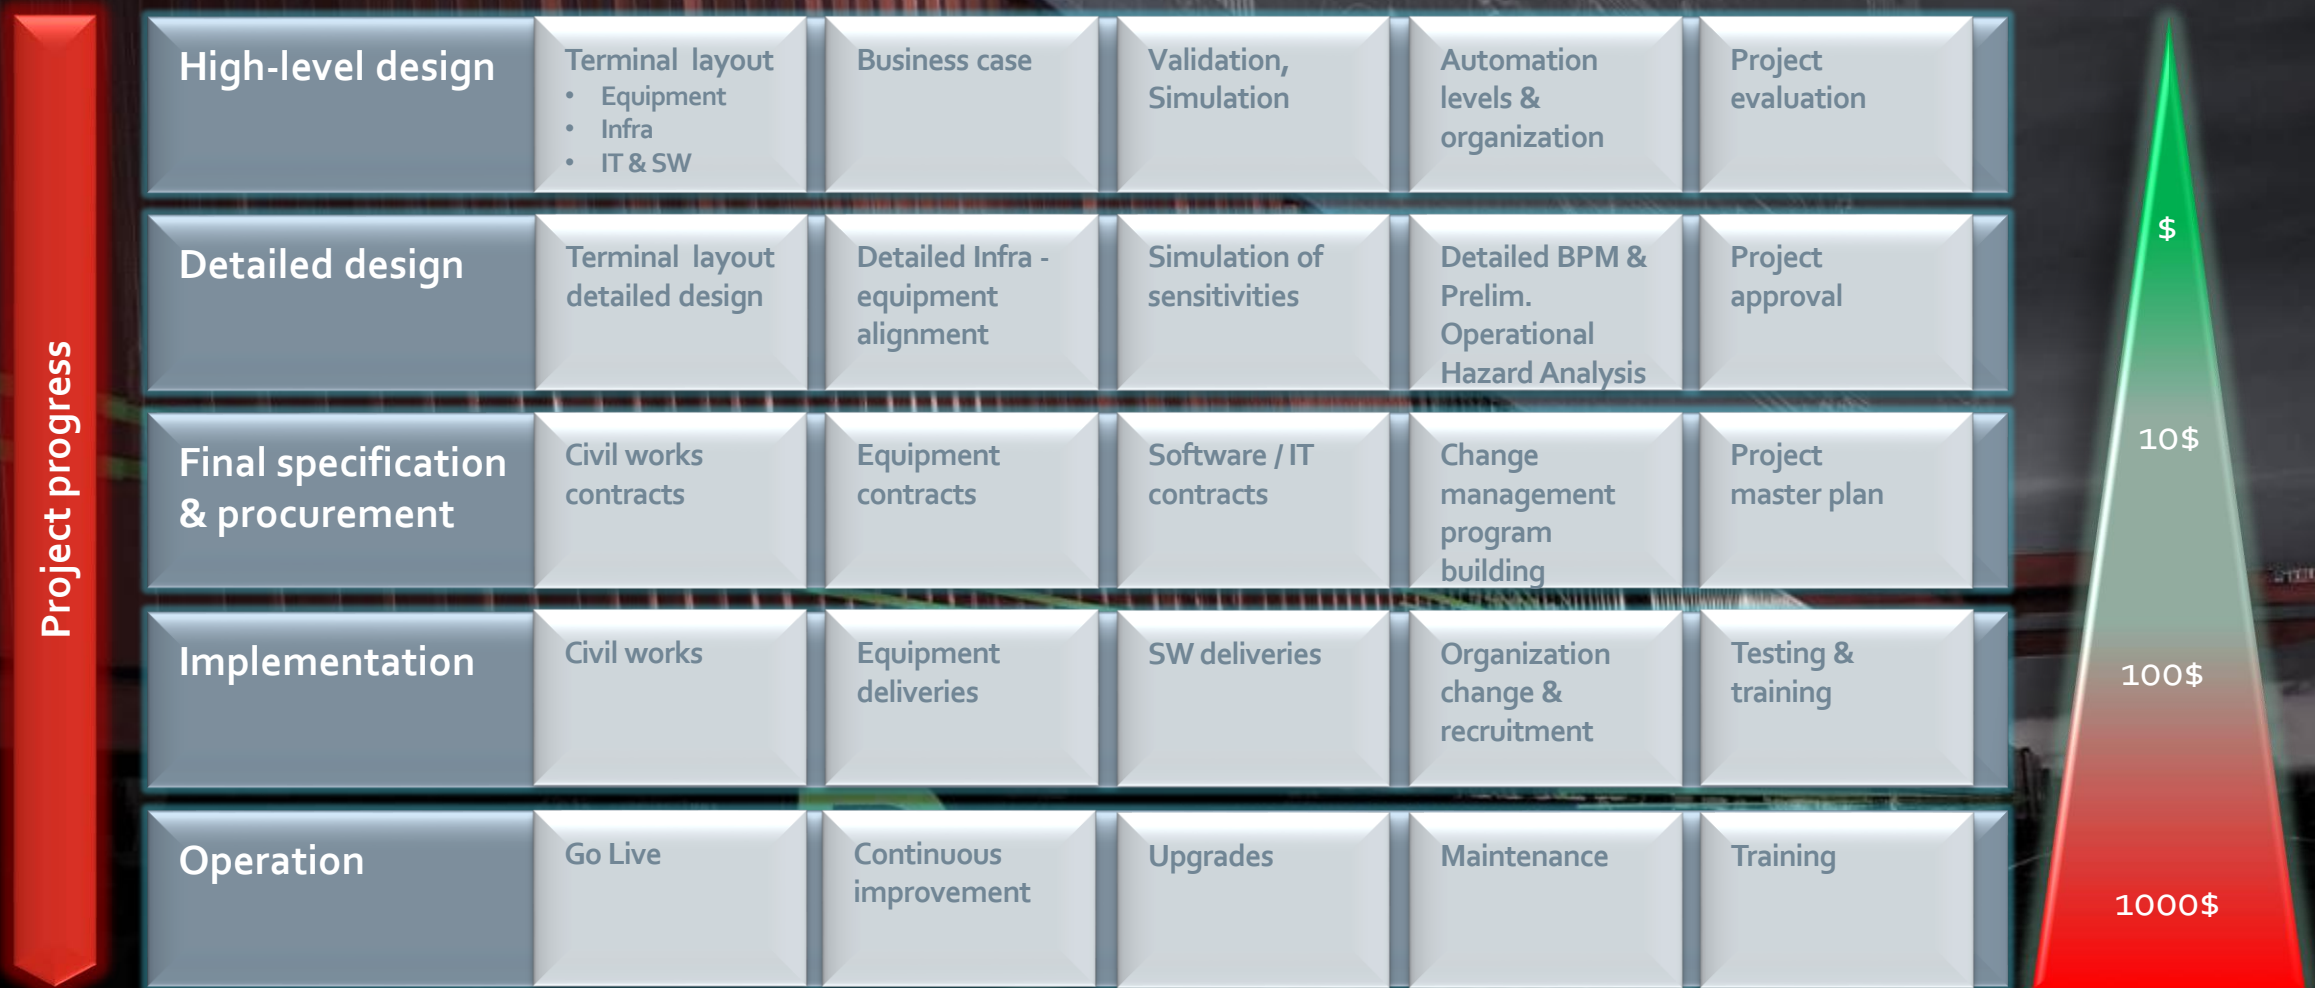 Project progress
High-level design
Terminal layout
• Equipment
• Infra
• IT & SW
Business case
Validation,
Simulation
Automation
levels &
organization
Project
evaluation
Detailed design
Terminal layout
detailed design
Detailed Infra -
equipment
alignment
Simulation of
sensitivities
Detailed BPM &
Prelim.
Operational
Hazard Analysis
Project
approval
Final specification
& procurement
Civil works
contracts
Equipment
contracts
Software / IT
contracts
Change
management
program
building
Project
master plan
Implementation
Civil works
Equipment
deliveries
SW deliveries
Organization
change &
recruitment
Testing &
training
Operation
Go Live
Continuous
improvement
Upgrades
Maintenance
Training
$
10$
100$
1000$